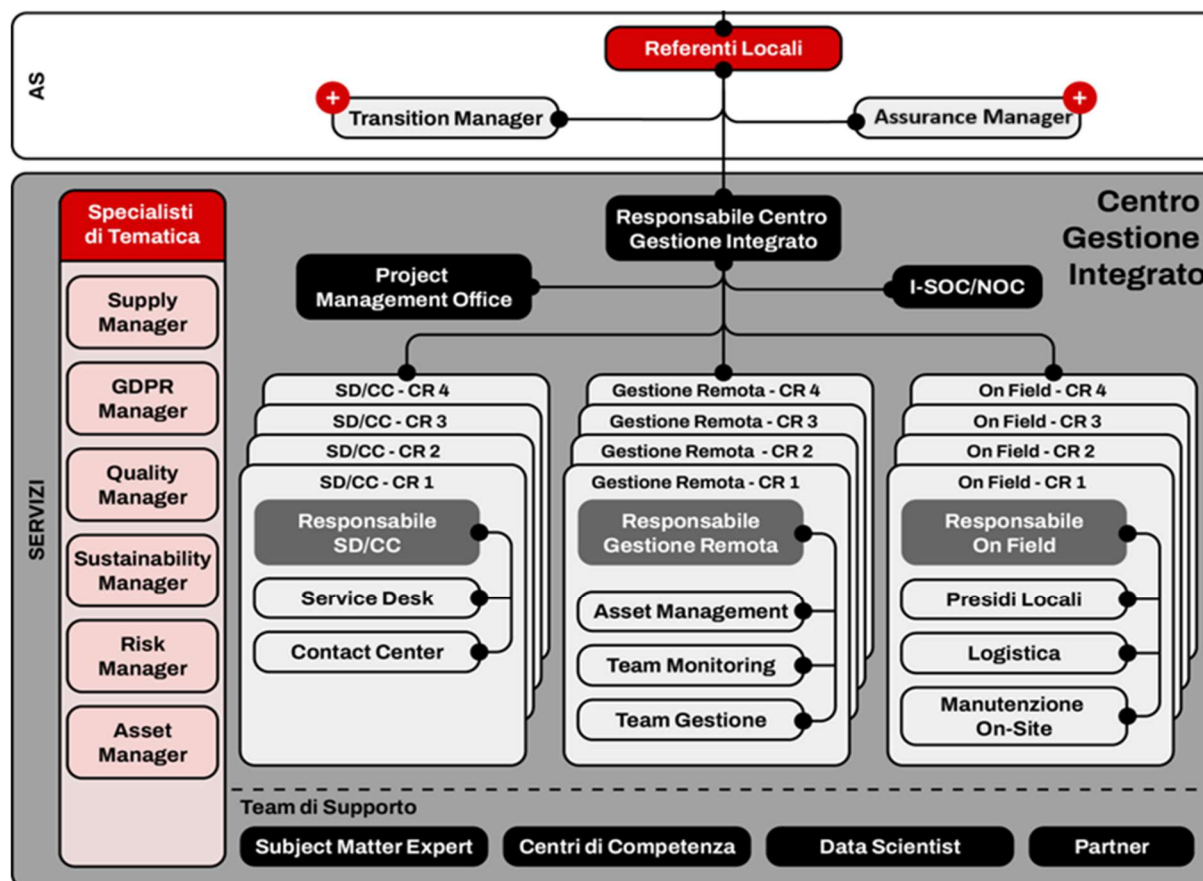 AS
Referenti Locali
+
Transition Manager
+
Assurance Manager
SERVIZI
Centro
Gestione
Integrato
Specialisti
di Tematica
Supply
Manager
GDPR
Manager
Quality
Manager
Sustainability
Manager
Risk
Manager
Asset
Manager
Responsabile Centro
Gestione Integrato
Project
Management Office
I-SOC/NOC
SD/CC - CR 4
SD/CC - CR 3
SD/CC - CR 2
SD/CC - CR 1
Responsabile
SD/CC
Service Desk
Contact Center
Gestione Remota - CR 4
Gestione Remota - CR 3
Gestione Remota - CR 2
Gestione Remota - CR 1
Responsabile
Gestione Remota
Asset Management
Team Monitoring
Team Gestione
On Field - CR 4
On Field - CR 3
On Field - CR 2
On Field - CR 1
Responsabile
On Field
Presidi Locali
Logistica
Manutenzione
On-Site
Team di Supporto
Subject Matter Expert
Centri di Competenza
Data Scientist
Partner